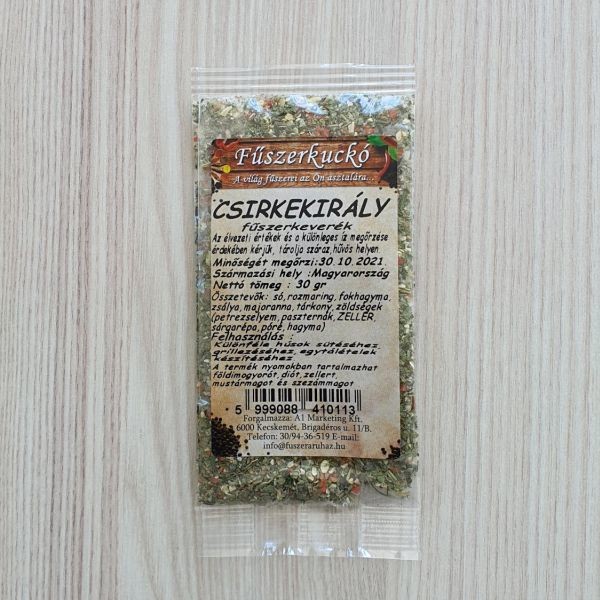 Fűszerkuckó
A világ fűszerei az Ön asztalára...
CSIRKEKIRÁLY
fűszerkeverék
Az élvezeti értékek és a különleges íz megőrzése
érdekében kérjük, tárolja száraz,hűvös helyen.
Minőségét megőrzi:30.10.2021.
Származási hely :Magyarország
Nettó tömeg : 30 gr
Összetevők: só,rozmaring, fokhagyma,
zsálya,majoranna, tárkony, zöldségek
(petrezselyem,paszternák,ZELLER,
sárgarépa,póré,hagyma)
Felhasználás :
Különféle húsok sütéséhez,
grillezéséhez,egytálételek
készítéséhez.
A termék nyomokban tartalmazhat
földimogyorót,diót,zellert,
mustármagot és szezámmagot
5 999088 410113
Forgalmazza: A1 Marketing Kft.
6000 Kecskemét, Brigadéros u. 11/B.
Telefon: 30/94-36-519 E-mail:
info@fuszeraruhaz.hu